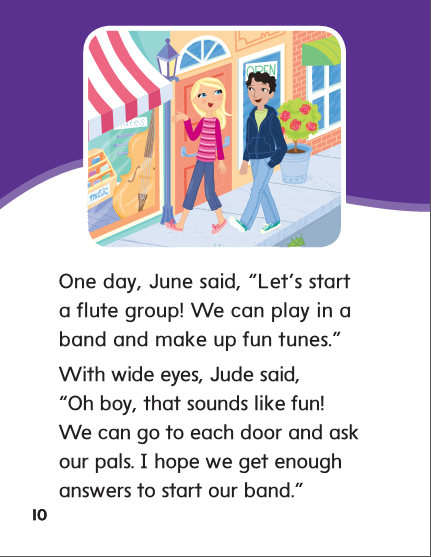 OPEN
music
One day, June said, “Let’s start
a flute group! We can play in a
band and make up fun tunes.”
With wide eyes, Jude said,
“Oh boy, that sounds like fun!
We can go to each door and ask
our pals. I hope we get enough
answers to start our band.”
10